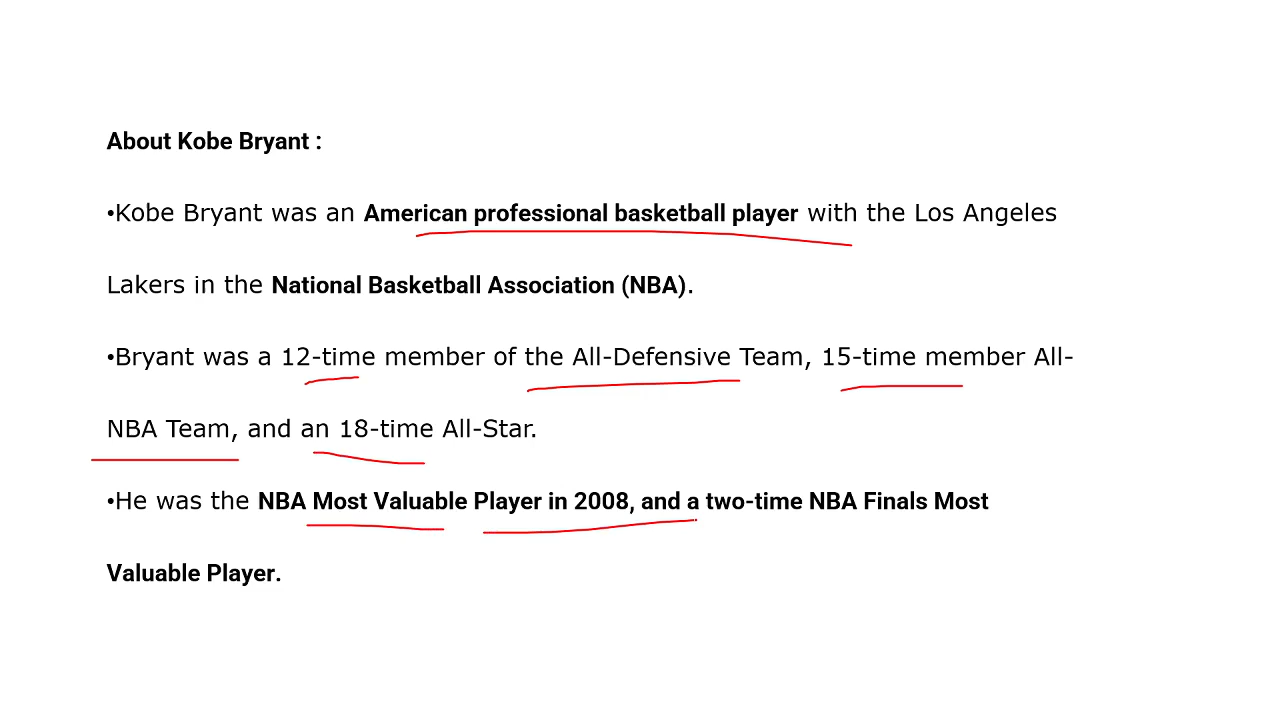 About Kobe Bryant :
•Kobe Bryant was an American professional basketball player with the Los Angeles
Lakers in the National Basketball Association (NBA).
•Bryant was a 12-time member of the All-Defensive Team, 15-time member All-
NBA Team, and an 18-time All-Star.
•He was the NBA Most Valuable Player in 2008, and a two-time NBA Finals Most
Valuable Player.